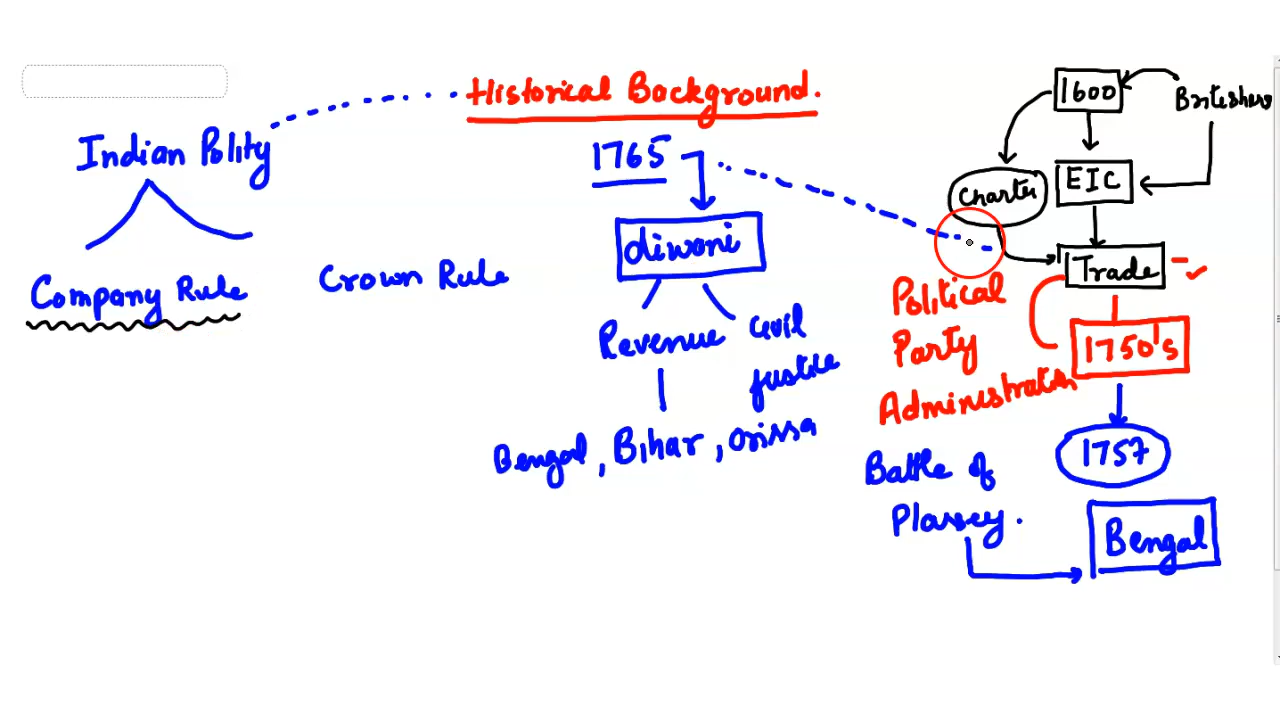 Historical Background.
Indian Polity
Company Rule
Crown Rule
1765
diwani
Revenue
Civil
Justice
Bengal, Bihar, Orissa
1600
Briteshers
Charter
EIC
Trade
Political
Party
Administration
1750's
1757
Battle of
Plassey.
Bengal